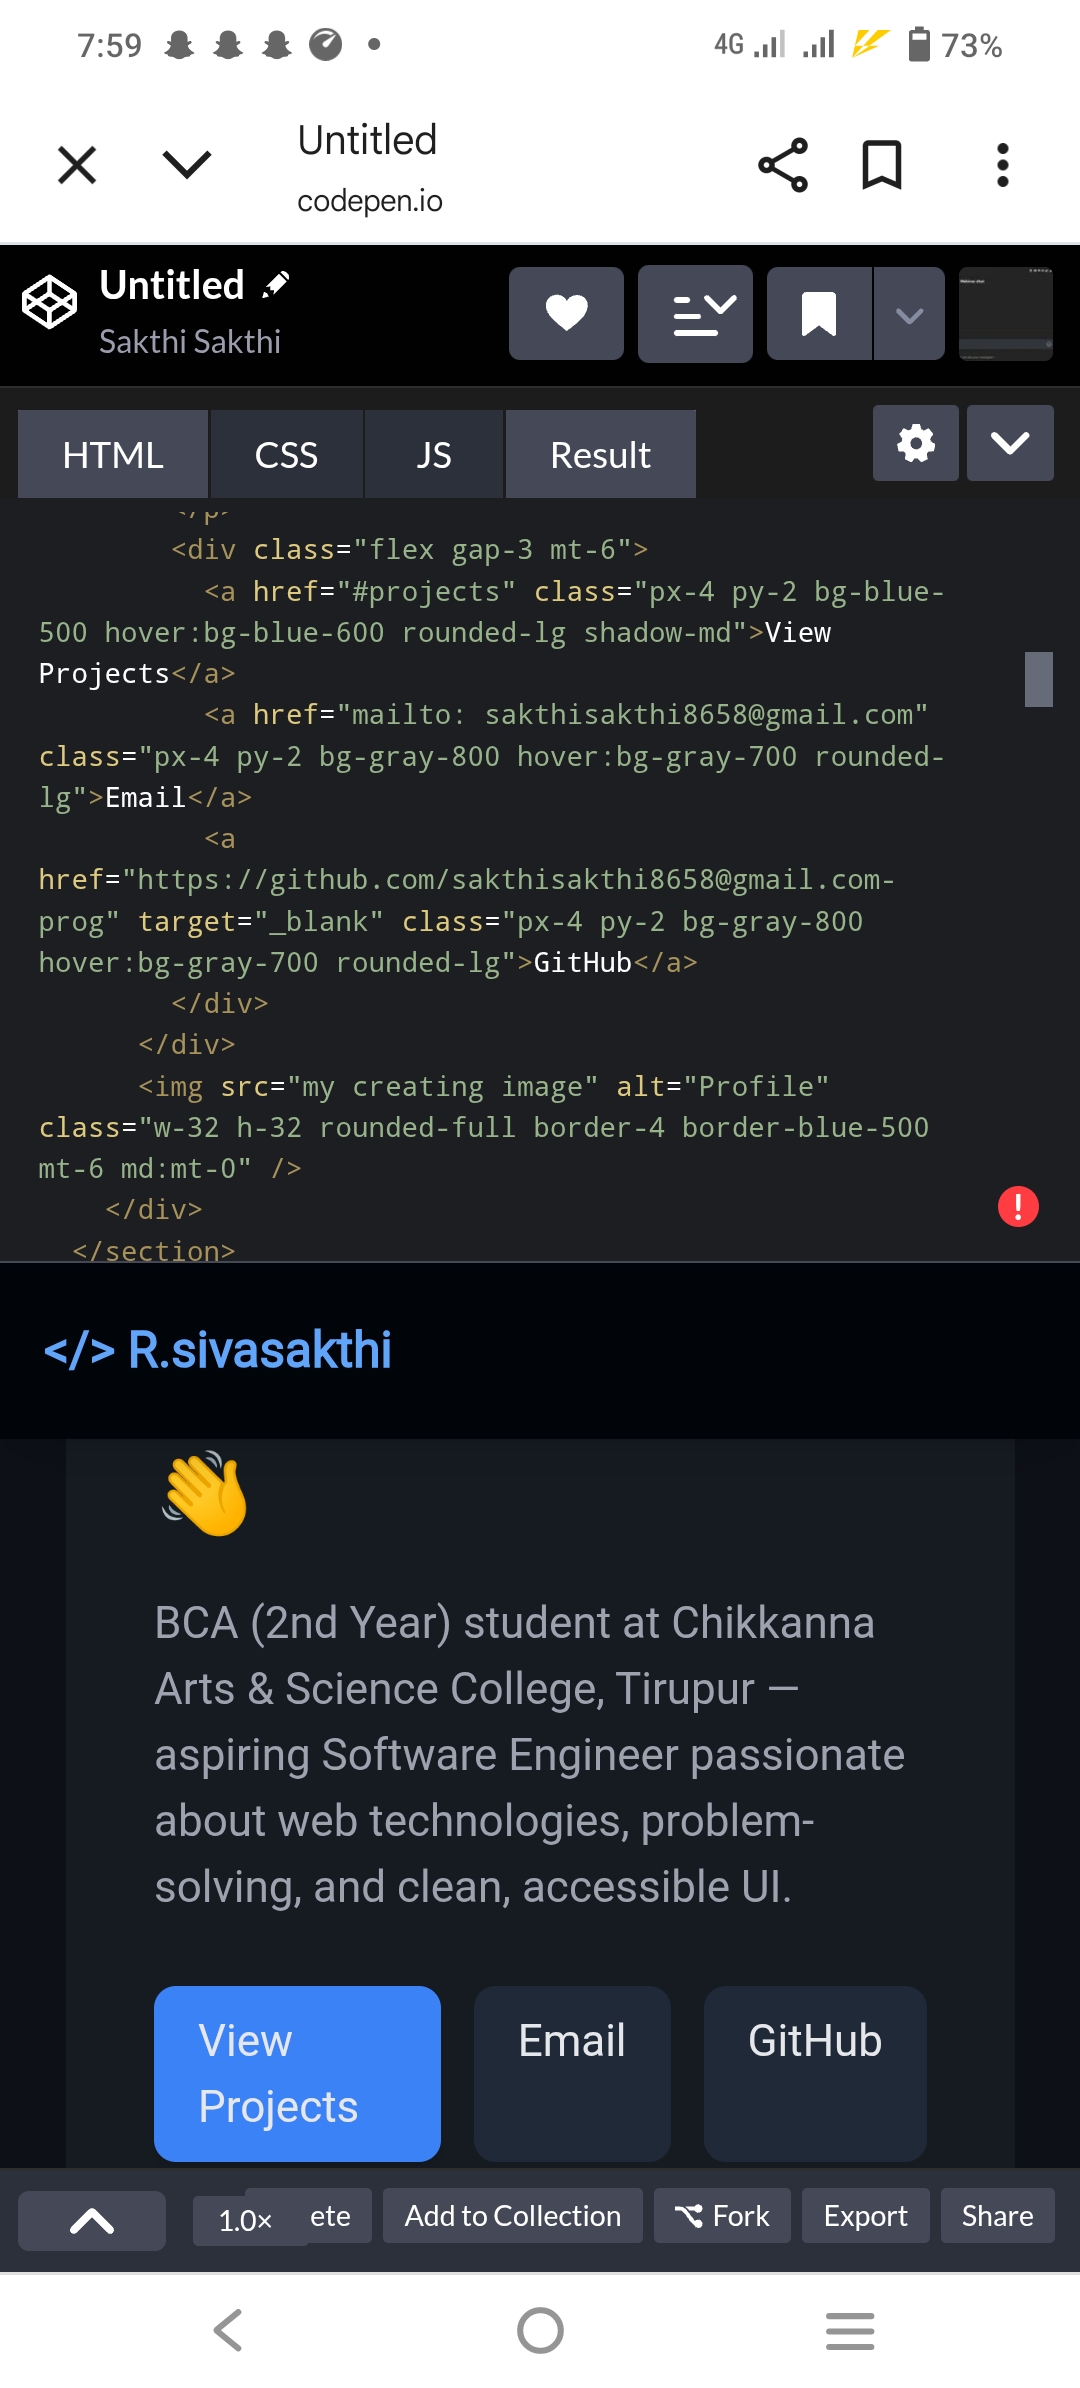 7:59
4G 73%
Untitled
codepen.io
Untitled
Sakthi Sakthi
HTML CSS JS Result
</p>
<div class="flex gap-3 mt-6">
<a href="#projects" class="px-4 py-2 bg-blue-
500 hover:bg-blue-600 rounded-lg shadow-md">View
Projects</a>
<a href="mailto: sakthisakthi8658@gmail.com"
class="px-4 py-2 bg-gray-800 hover:bg-gray-700 rounded-
lg">Email</a>
<a
href="https://github.com/sakthisakthi8658@gmail.com-
prog" target="_blank" class="px-4 py-2 bg-gray-800
hover:bg-gray-700 rounded-lg">GitHub</a>
</div>
</div>
<img src="my creating image" alt="Profile"
class="w-32 h-32 rounded-full border-4 border-blue-500
mt-6 md:mt-0" />
</div>
</section>
</> R.sivasakthi
BCA (2nd Year) student at Chikkanna
Arts & Science College, Tirupur —
aspiring Software Engineer passionate
about web technologies, problem-
solving, and clean, accessible UI.
View
Projects
Email
GitHub
1.0× ete Add to Collection Fork Export Share